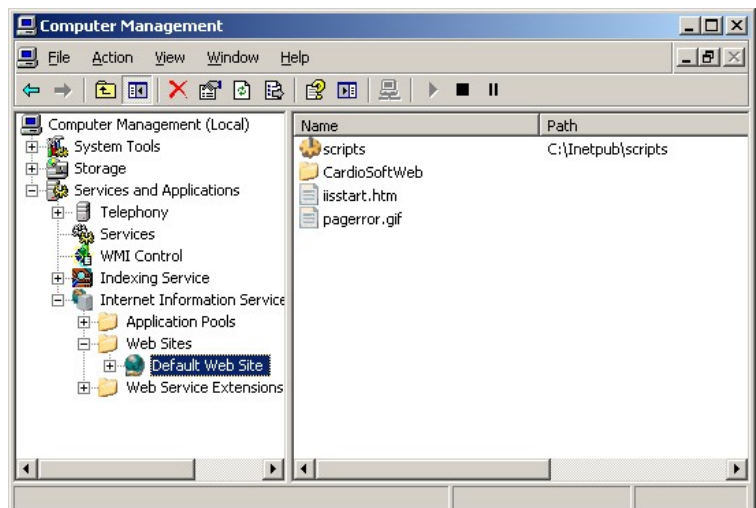 Computer Management
File Action View Window Help
Computer Management (Local)
System Tools
Storage
Services and Applications
Telephony
Services
WMI Control
Indexing Service
Internet Information Service
Application Pools
Web Sites
Default Web Site
Web Service Extensions
Name Path
scripts C:\Inetpub\scripts
CardioSoftWeb
iisstart.htm
pagerror.gif